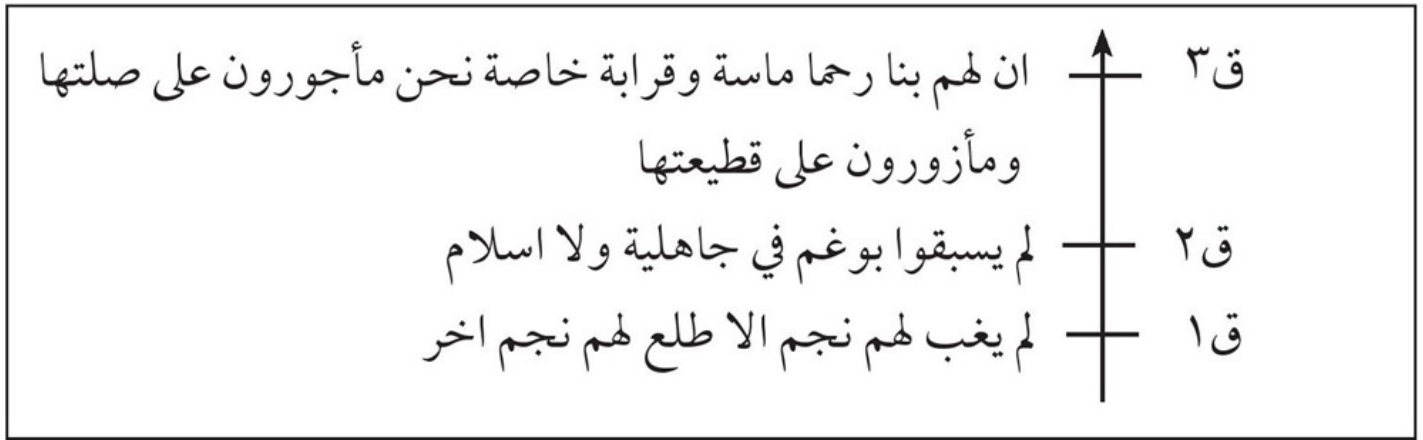 ق٣ ان لهم بنا رحما ماسة وقرابة خاصة نحن مأجورون على صلتها
ومأزورون على قطيعتها
ق٢ لم يسبقوا بوغم في جاهلية ولا اسلام
ق١ لم يغب لهم نجم الا طلع لهم نجم اخر